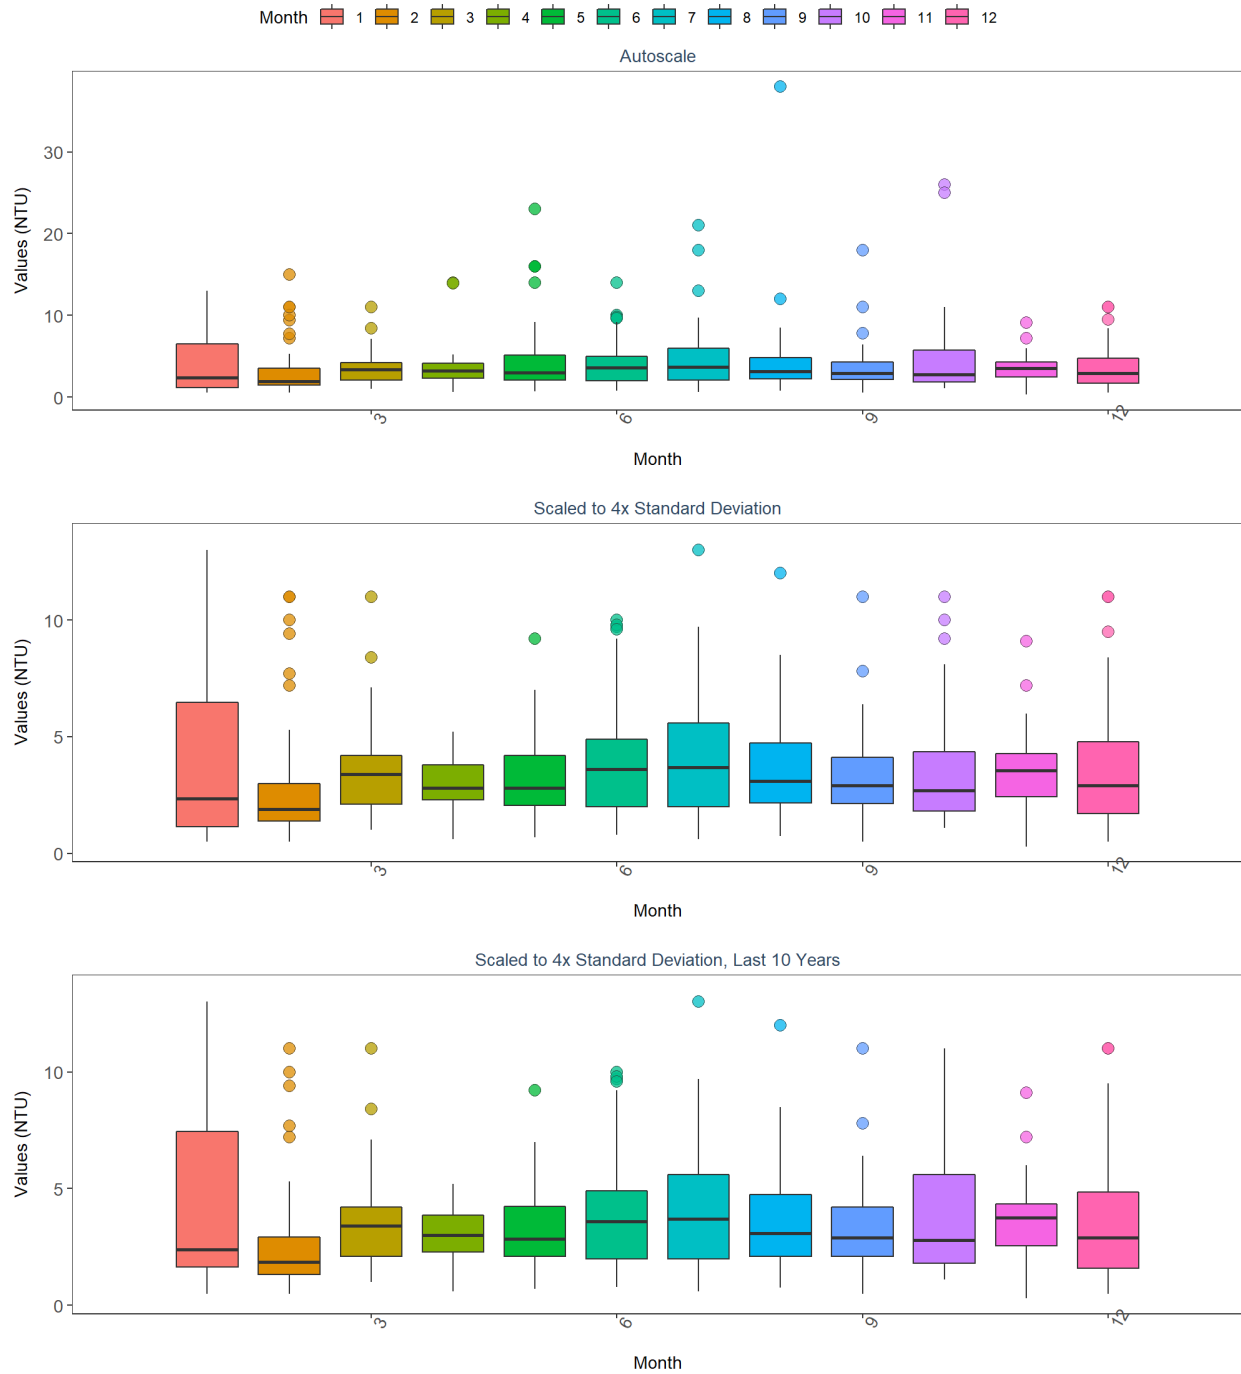 Month 1 2 3 4 5 6 7 8 9 10 11 12
Autoscale
Values (NTU)
30
20
10
0
3 6 9 12
Month
Scaled to 4x Standard Deviation
Values (NTU)
10
5
0
3 6 9 12
Month
Scaled to 4x Standard Deviation, Last 10 Years
Values (NTU)
10
5
0
3 6 9 12
Month